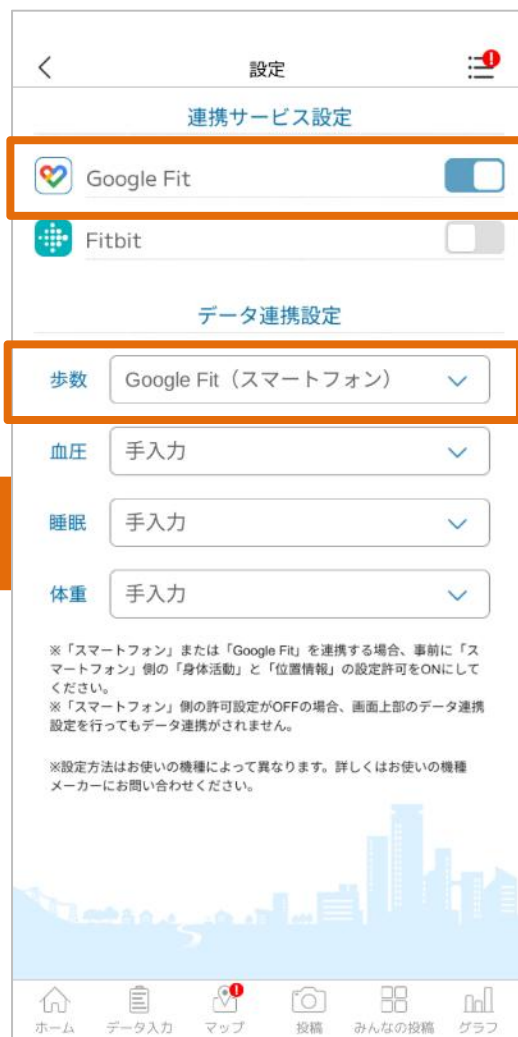 設定
連携サービス設定
Google Fit
Fitbit
データ連携設定
歩数 Google Fit（スマートフォン）
血圧 手入力
睡眠 手入力
体重 手入力
※「スマートフォン」または「Google Fit」を連携する場合、事前に「ス
マートフォン」側の「身体活動」と「位置情報」の設定許可をONにして
ください。
※「スマートフォン」側の許可設定がOFFの場合、画面上部のデータ連携
設定を行ってもデータ連携がされません。
※設定方法はお使いの機種によって異なります。詳しくはお使いの機種
メーカーにお問い合わせください。
ホーム データ入力 マップ 投稿 みんなの投稿 グラフ